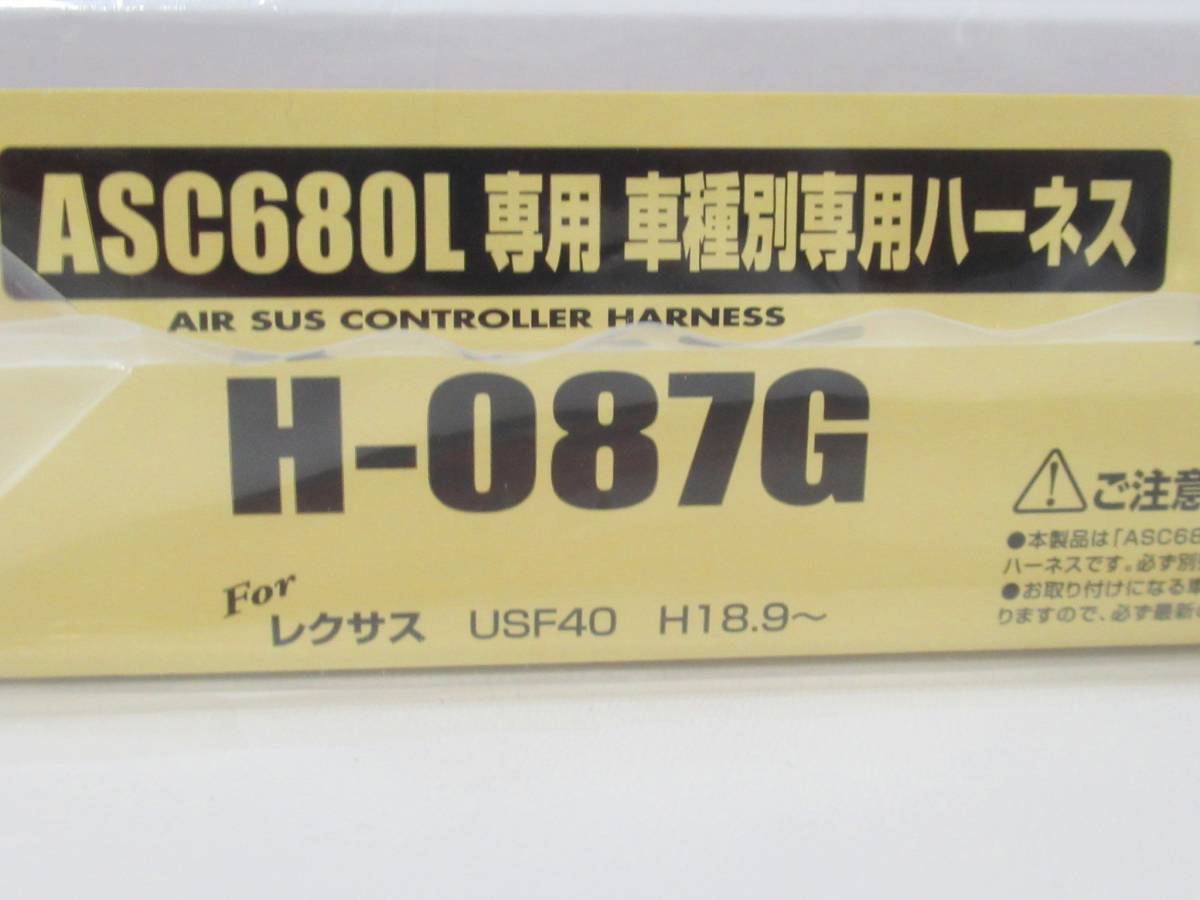 ASC680L 専用 車種別専用ハーネス
AIR SUS CONTROLLER HARNESS
H-087G
For
レクサス USF40 H18.9～
ご注意
●本製品は「ASC68
ハーネスです。必ず別
●お取り付けになる車
りますので、必ず最新